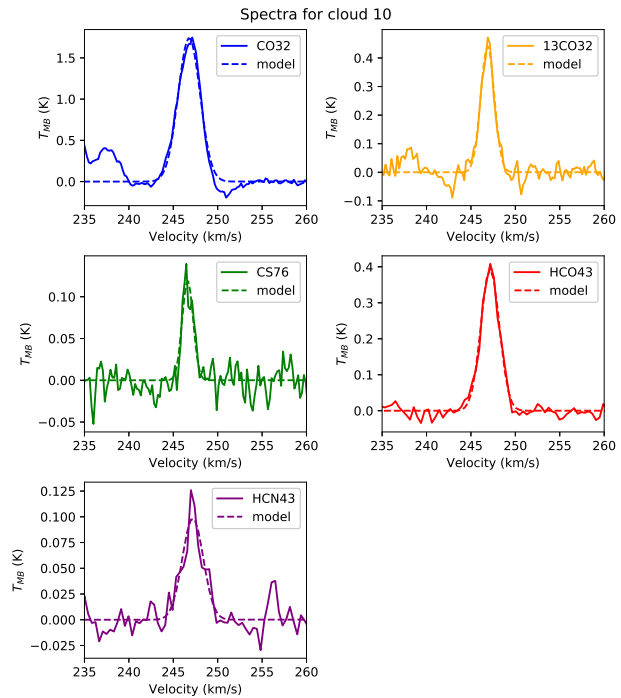 Spectra for cloud 10
CO32
model
1.5
1.0
0.5
0.0
T_MB (K)
235 240 245 250 255 260
Velocity (km/s)
13CO32
model
0.4
0.3
0.2
0.1
0.0
−0.1
T_MB (K)
235 240 245 250 255 260
Velocity (km/s)
CS76
model
0.10
0.05
0.00
−0.05
T_MB (K)
235 240 245 250 255 260
Velocity (km/s)
HCO43
model
0.4
0.3
0.2
0.1
0.0
T_MB (K)
235 240 245 250 255 260
Velocity (km/s)
HCN43
model
0.125
0.100
0.075
0.050
0.025
0.000
−0.025
T_MB (K)
235 240 245 250 255 260
Velocity (km/s)